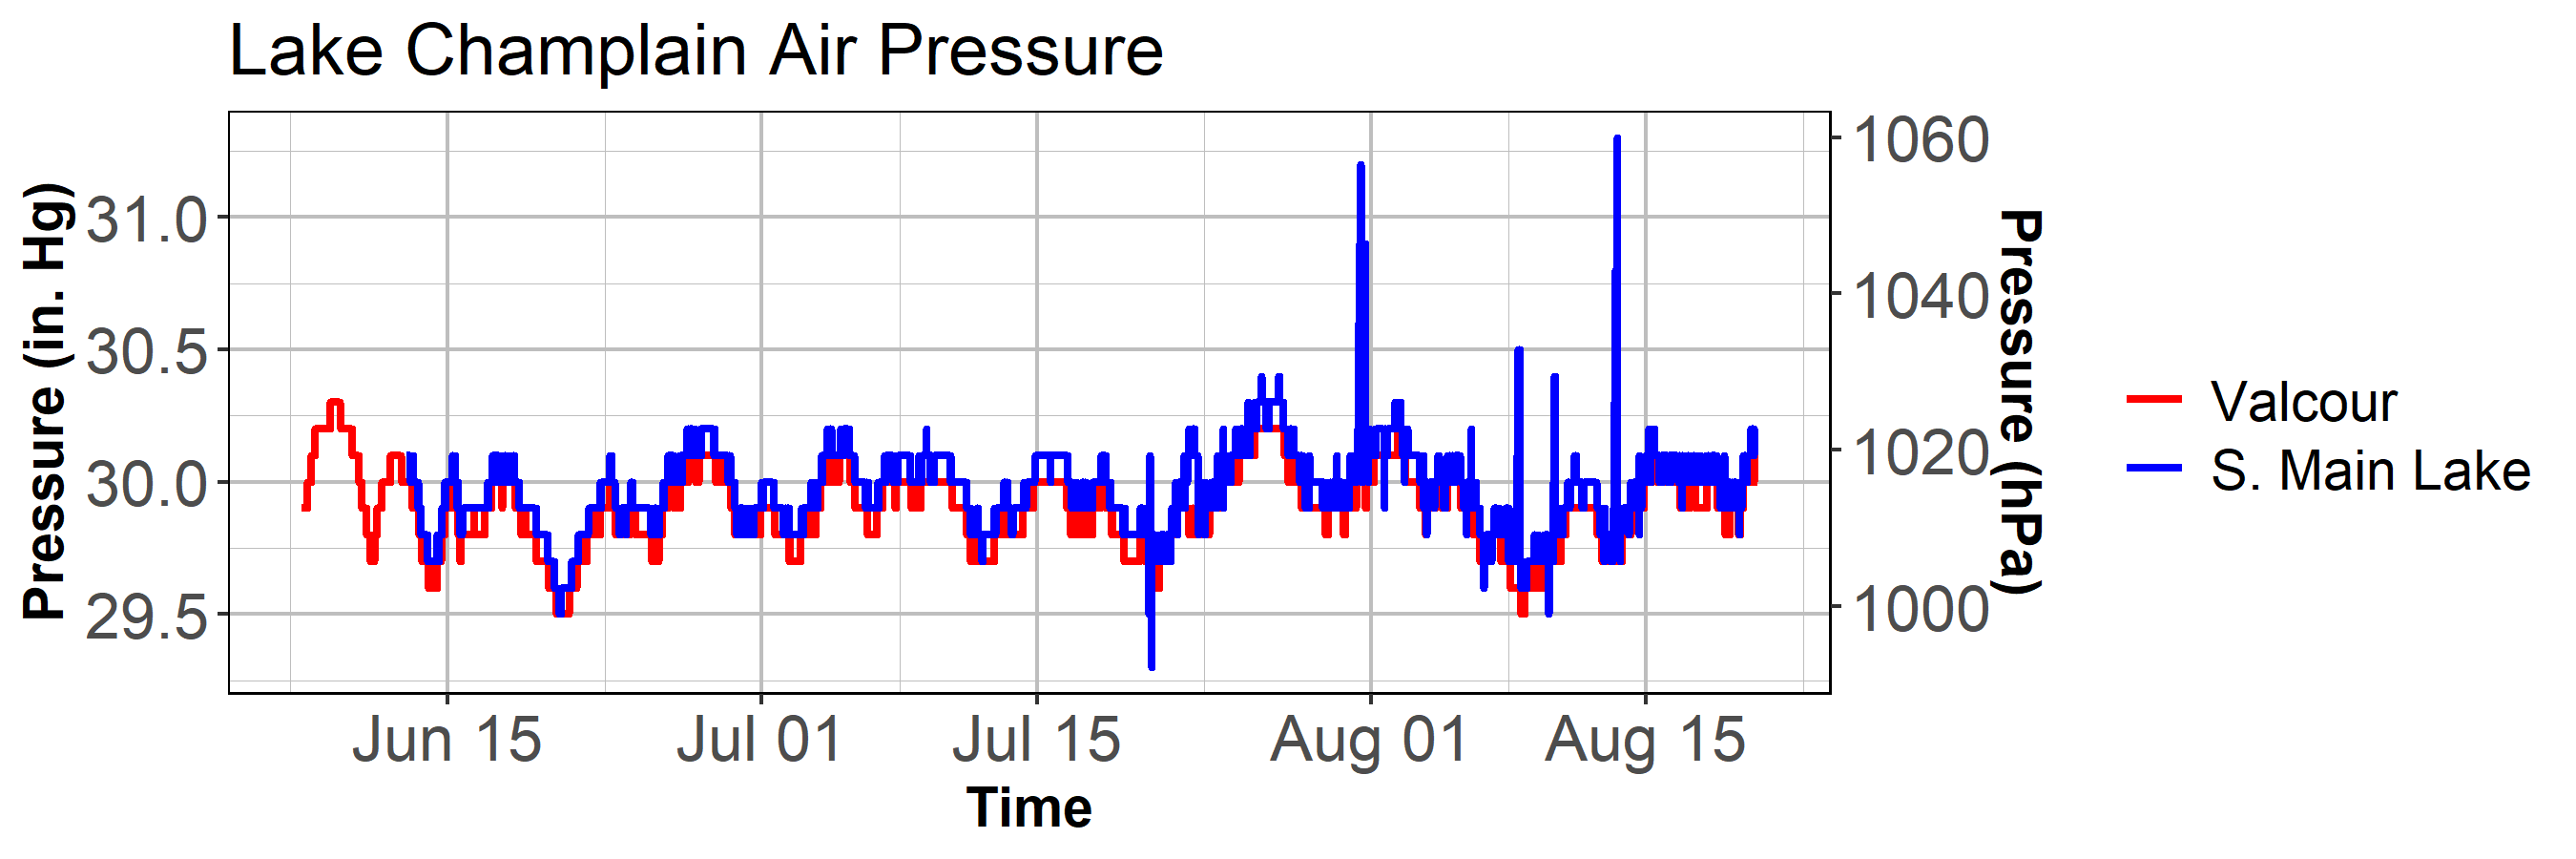 Lake Champlain Air Pressure
Pressure (in. Hg)
31.0
30.5
30.0
29.5
1060
1040
1020
1000
Pressure (hPa)
Valcour
S. Main Lake
Jun 15 Jul 01 Jul 15 Aug 01 Aug 15
Time